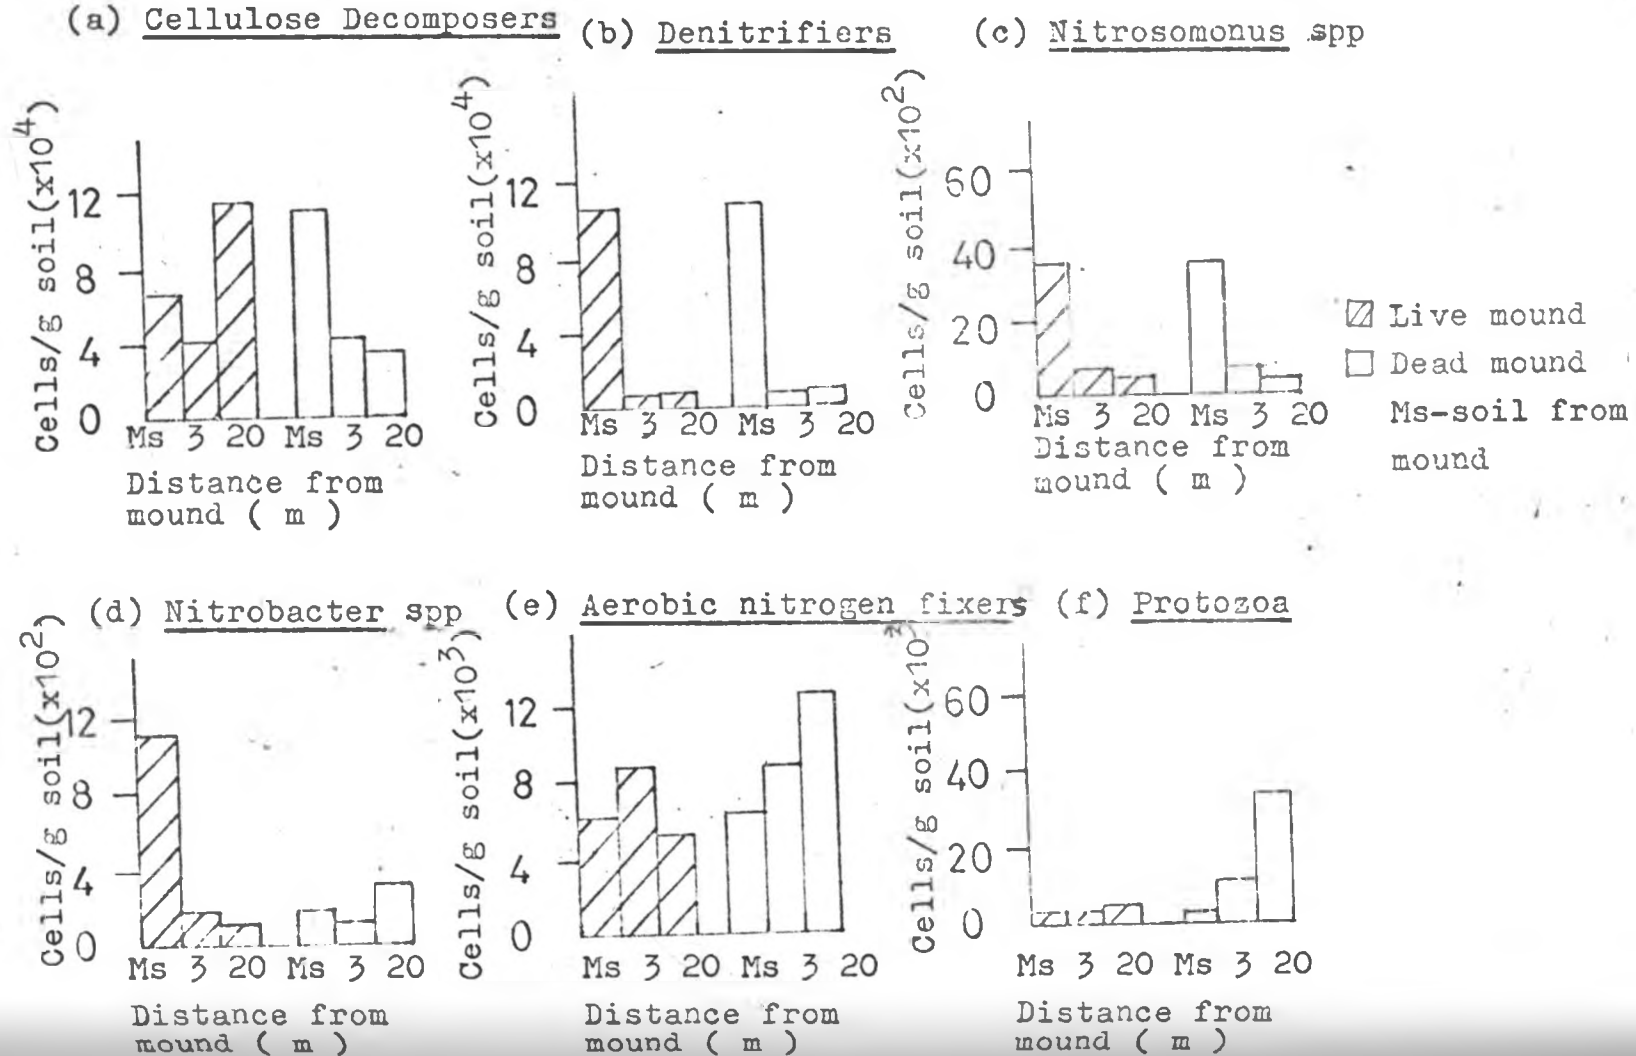 (a) Cellulose Decomposers
Cells/g soil(x10⁴)
12
8
4
0
Ms 3 20 Ms 3 20
Distance from
mound ( m )
(b) Denitrifiers
Cells/g soil(x10⁴)
12
8
4
0
Ms 3 20 Ms 3 20
Distance from
mound ( m )
(c) Nitrosomonus spp
Cells/g soil(x10²)
60
40
20
0
Ms 3 20 Ms 3 20
Distance from
mound ( m )
Live mound
Dead mound
Ms-soil from
mound
(d) Nitrobacter spp
Cells/g soil(x10²)
12
8
4
0
Ms 3 20 Ms 3 20
Distance from
mound ( m )
(e) Aerobic nitrogen fixers
Cells/g soil(x10³)
12
8
4
0
Ms 3 20 Ms 3 20
Distance from
mound ( m )
(f) Protozoa
Cells/g soil(x10
60
40
20
0
Ms 3 20 Ms 3 20
Distance from
mound ( m )